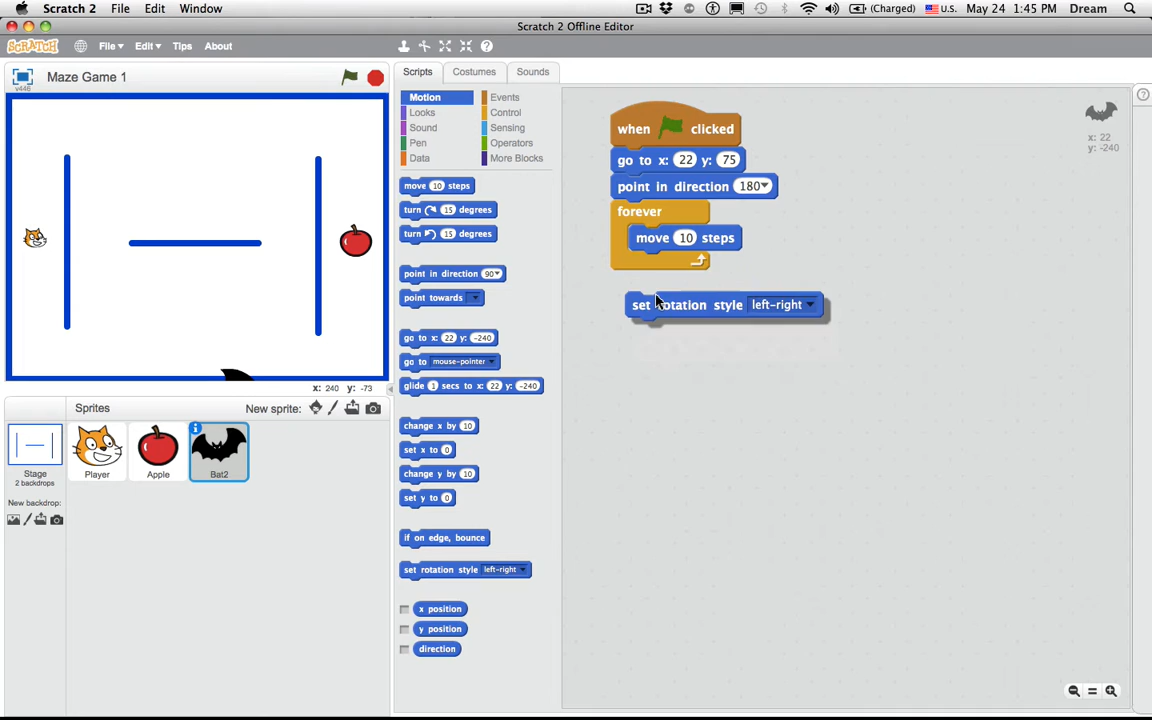 Scratch 2 File Edit Window (Charged) U.S. May 24 1:45 PM Dream
Scratch 2 Offline Editor
SCRATCH File Edit Tips About
v446
Maze Game 1
Scripts Costumes Sounds
Motion Events
Looks Control
Sound Sensing
Pen Operators
Data More Blocks
move 10 steps
turn 15 degrees
turn 15 degrees
point in direction 90
point towards
go to x: 22 y: -240
go to mouse-pointer
glide 1 secs to x: 22 y: -240
change x by 10
set x to 0
change y by 10
set y to 0
if on edge, bounce
set rotation style left-right
x position
y position
direction
when clicked
go to x: 22 y: 75
point in direction 180
forever
move 10 steps
set rotation style left-right
x: 22
y: -240
x: 240 y: -73
Sprites New sprite:
Stage
2 backdrops
New backdrop:
Player
Apple
Bat2